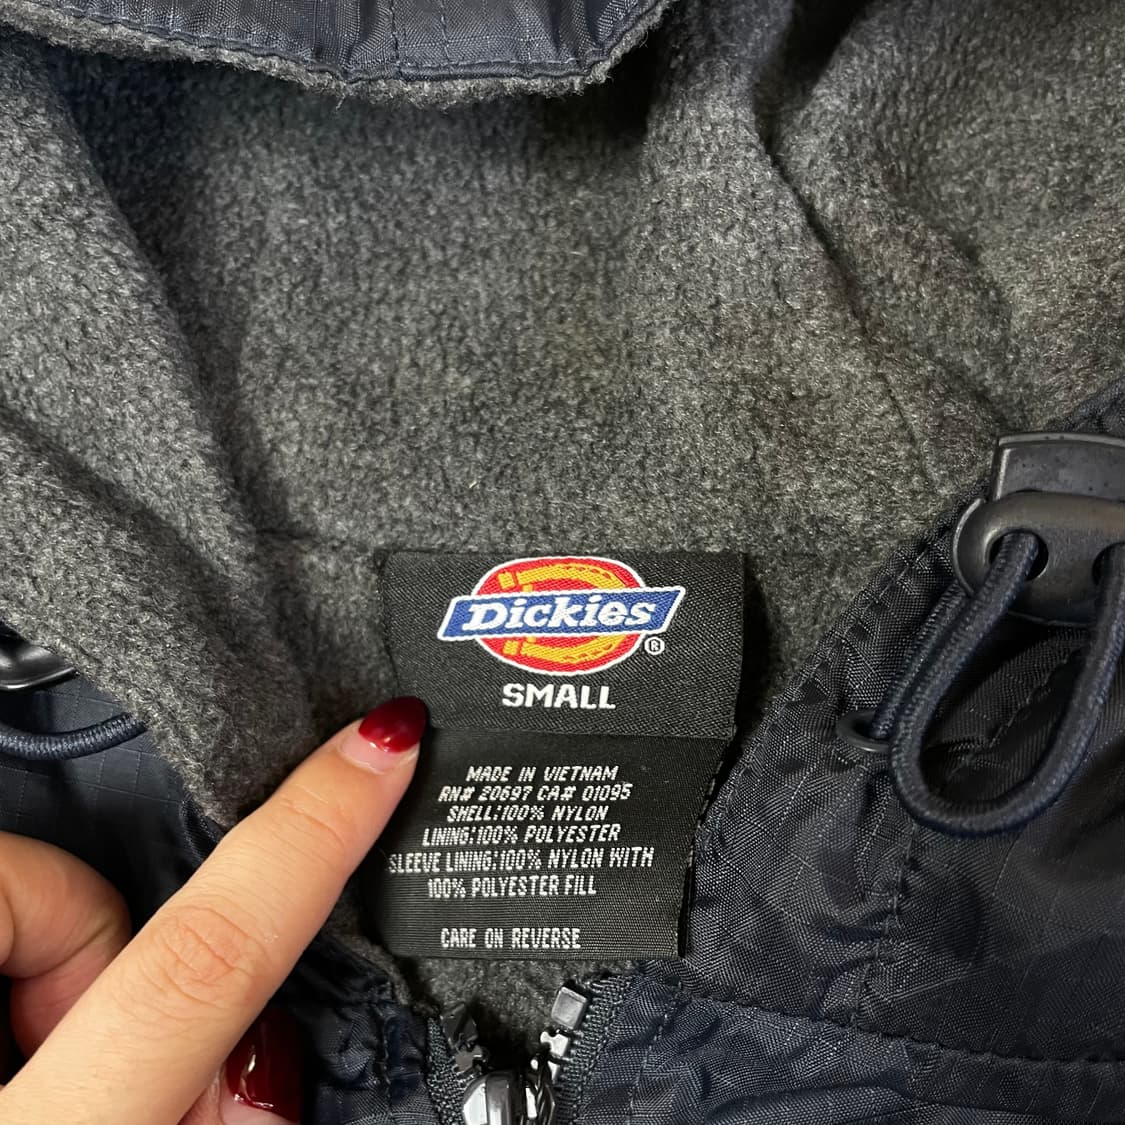 Dickies®
SMALL
MADE IN VIETNAM
RN# 20697 CA# 01095
SHELL:100% NYLON
LINING:100% POLYESTER
SLEEVE LINING:100% NYLON WITH
100% POLYESTER FILL
CARE ON REVERSE